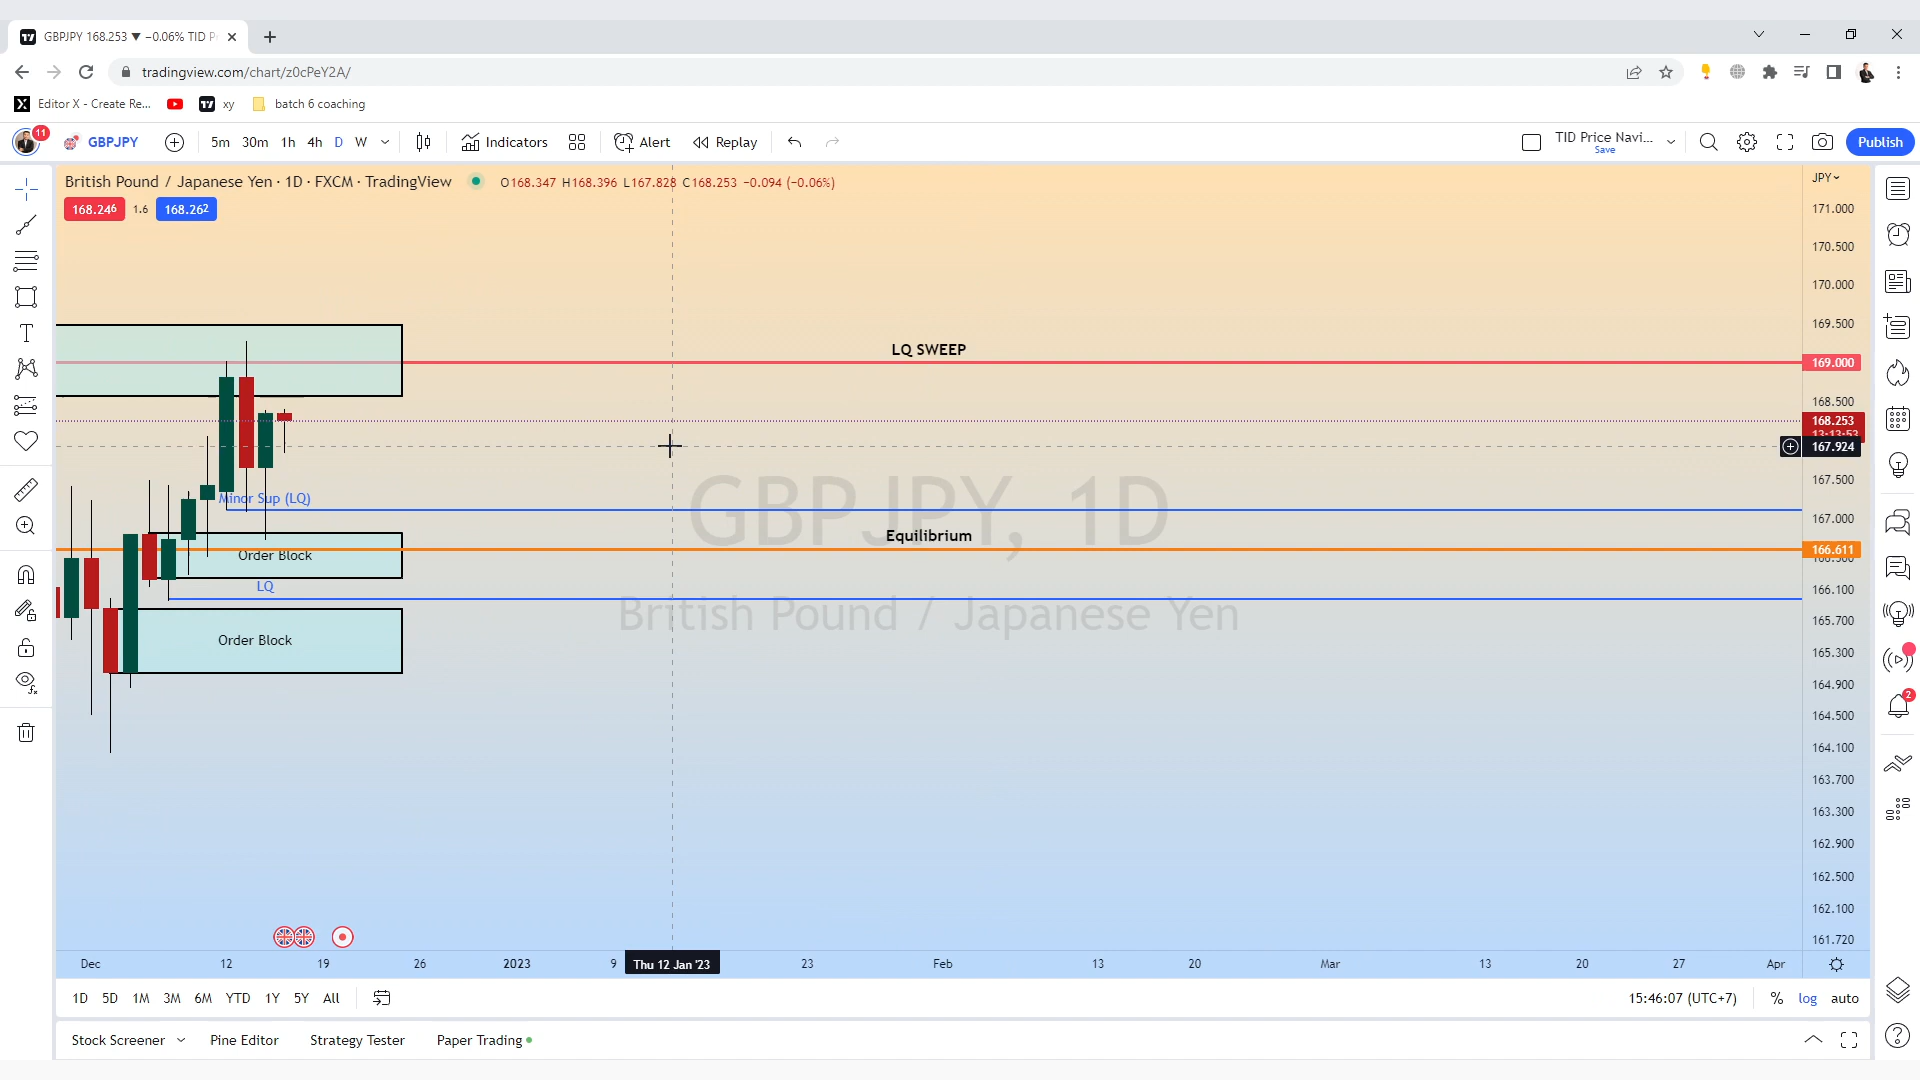 GBPJPY 168.253 ▼ −0.06% TID P
tradingview.com/chart/z0cPeY2A/
Editor X - Create Re... xy batch 6 coaching
11 GBPJPY 5m 30m 1h 4h D W Indicators Alert Replay TID Price Navi... Save Publish
British Pound / Japanese Yen · 1D · FXCM · TradingView O168.347 H168.396 L167.828 C168.253 −0.094 (−0.06%) JPY
168.246 1.6 168.262
171.000
170.500
170.000
169.500
LQ SWEEP
169.000
168.500
168.253
13:13:53
167.924
167.500
Minor Sup (LQ)
GBPJPY, 1D
167.000
Equilibrium
166.611
Order Block
LQ
166.100
British Pound / Japanese Yen
165.700
Order Block
165.300
164.900
164.500
164.100
163.700
163.300
162.900
162.500
162.100
161.720
2
Dec 12 19 26 2023 9 Thu 12 Jan '23 23 Feb 13 20 Mar 13 20 27 Apr
1D 5D 1M 3M 6M YTD 1Y 5Y All 15:46:07 (UTC+7) % log auto
Stock Screener Pine Editor Strategy Tester Paper Trading